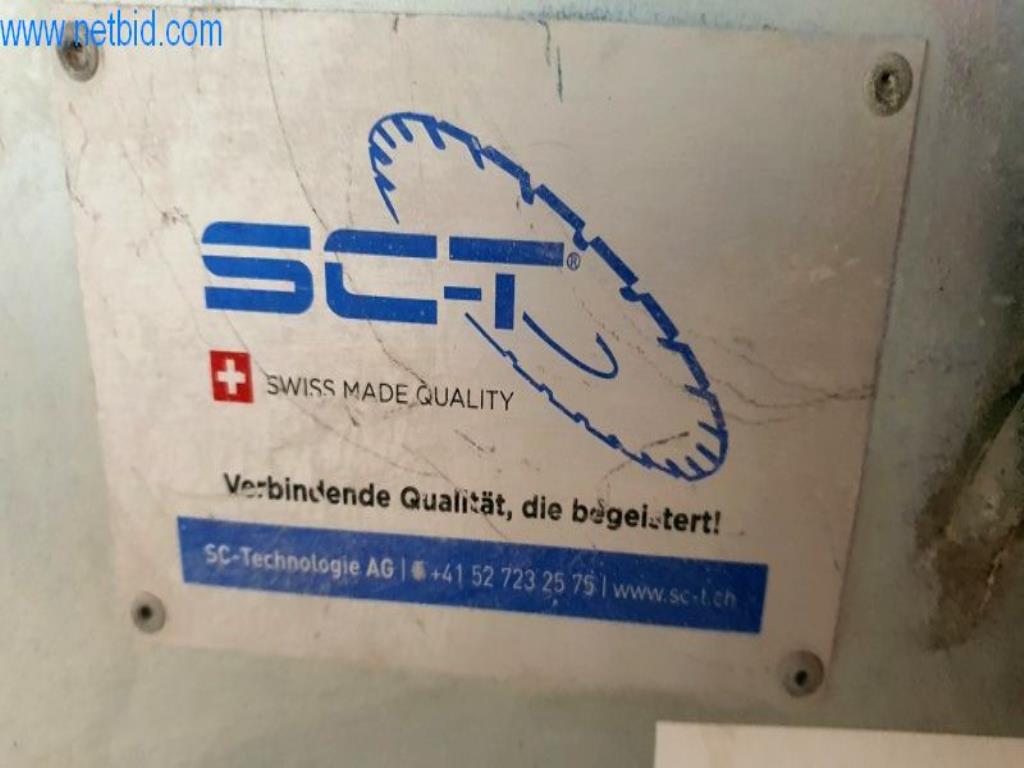 www.netbid.com
SC-T®
SWISS MADE QUALITY
Verbindende Qualität, die begeistert!
SC-Technologie AG | +41 52 723 25 75 | www.sc-t.ch